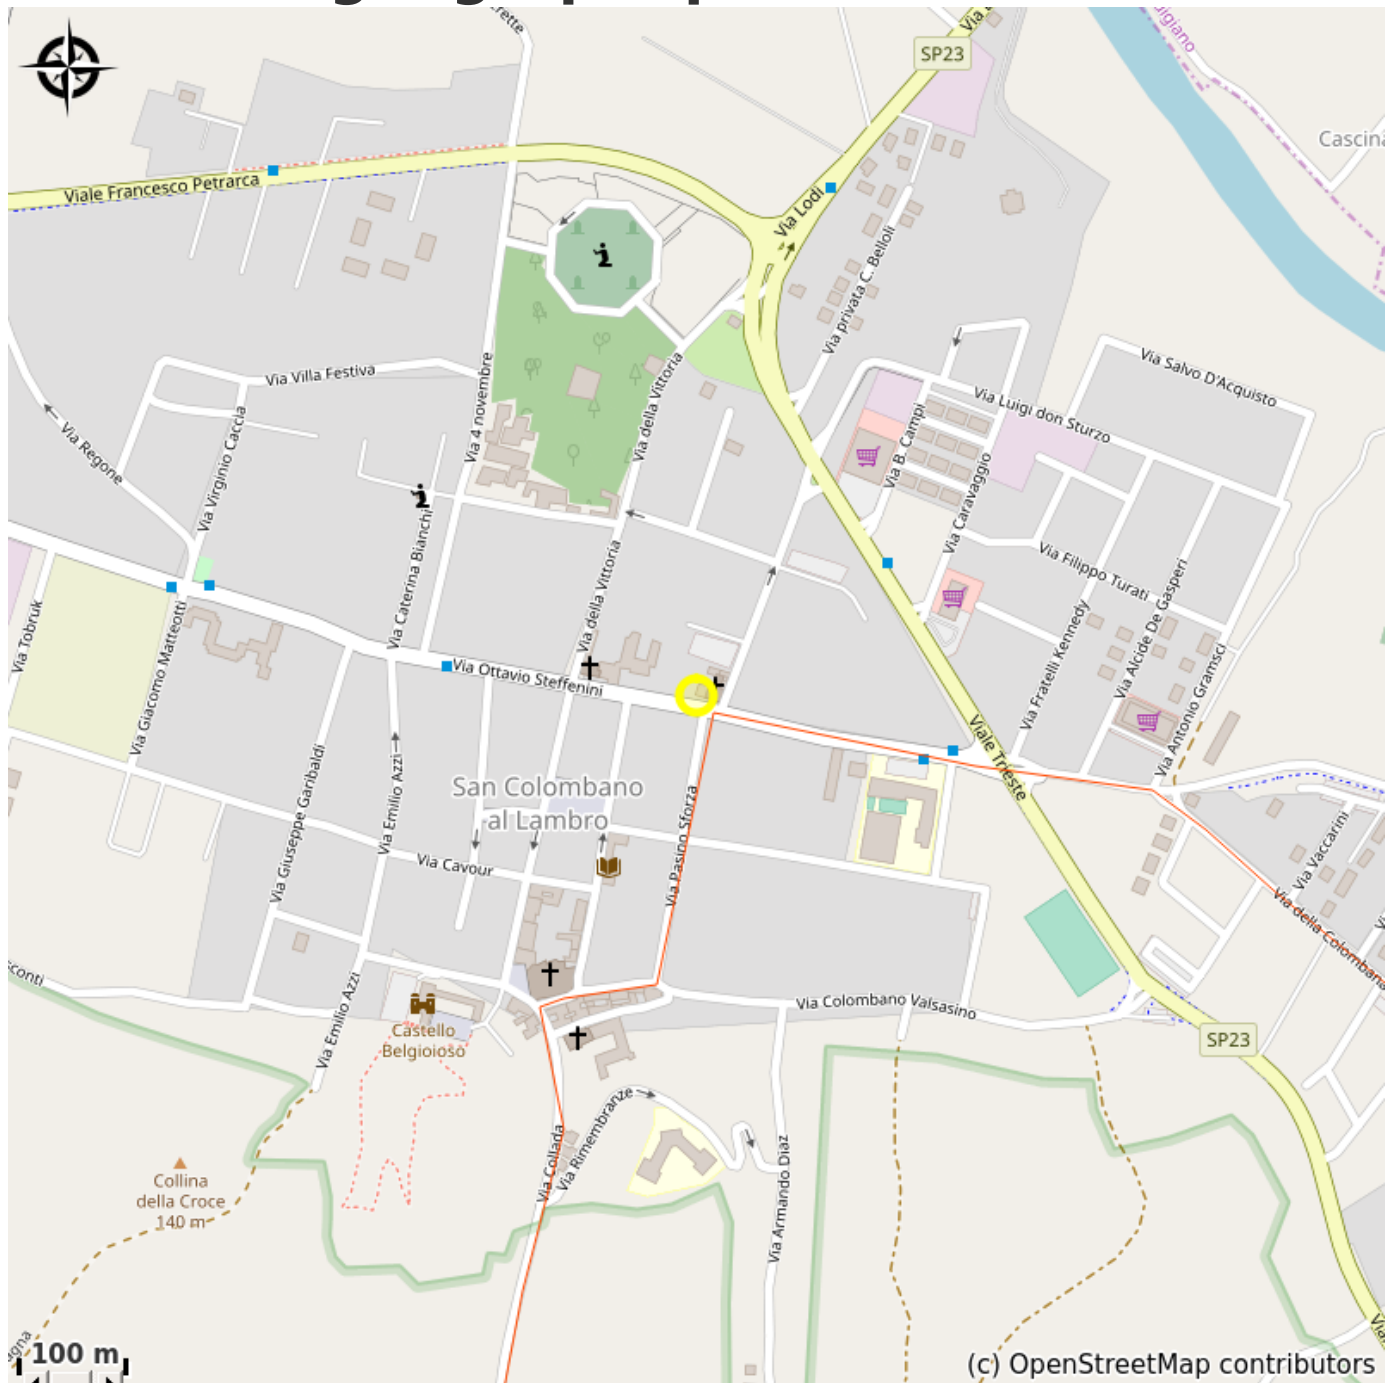 SP23
Viale Francesco Petrarca
Via Lodi
Cascina
Via privata C. Belloli
Via Villa Festiva
Via 4 novembre
Via della Vittoria
Via Salvo D'Acquisto
Via Luigi don Sturzo
Via Regone
Via Virginio Caccia
Via B. Campi
Via Caravaggio
Via Caterina Bianchi
Via della Vittoria
Via Filippo Turati
Via Tobruk
Via Giacomo Matteotti
Via Ottavio Steffenini
Via Fratelli Kennedy
Via Alcide De Gasperi
Via Antonio Gramsci
Viale Trieste
San Colombano
al Lambro
Via Giuseppe Garibaldi
Via Emilio Azzi
Via Cavour
Via Pasino Sforza
Via Vaccarini
Via della Colombana
Via Emilio Azzi
Castello
Belgioioso
Via Colombano Valsasino
SP23
Via Collada
Via Rimembranze
Via Armando Diaz
Collina
della Croce
140 m
100 m
(c) OpenStreetMap contributors